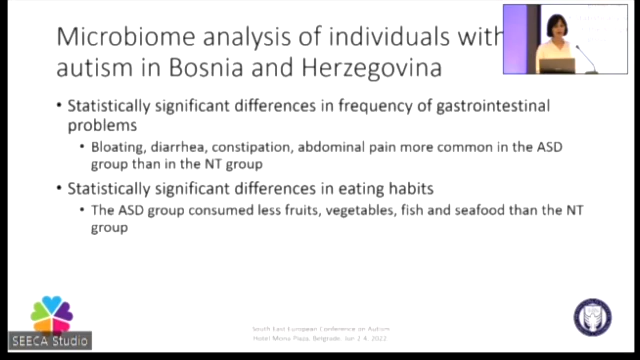 Microbiome analysis of individuals with
autism in Bosnia and Herzegovina
• Statistically significant differences in frequency of gastrointestinal
problems
• Bloating, diarrhea, constipation, abdominal pain more common in the ASD
group than in the NT group
• Statistically significant differences in eating habits
• The ASD group consumed less fruits, vegetables, fish and seafood than the NT
group
South East European Conference on Autism
Hotel Mona Plaza, Belgrade, Jun 2-4, 2022
SEECA Studio